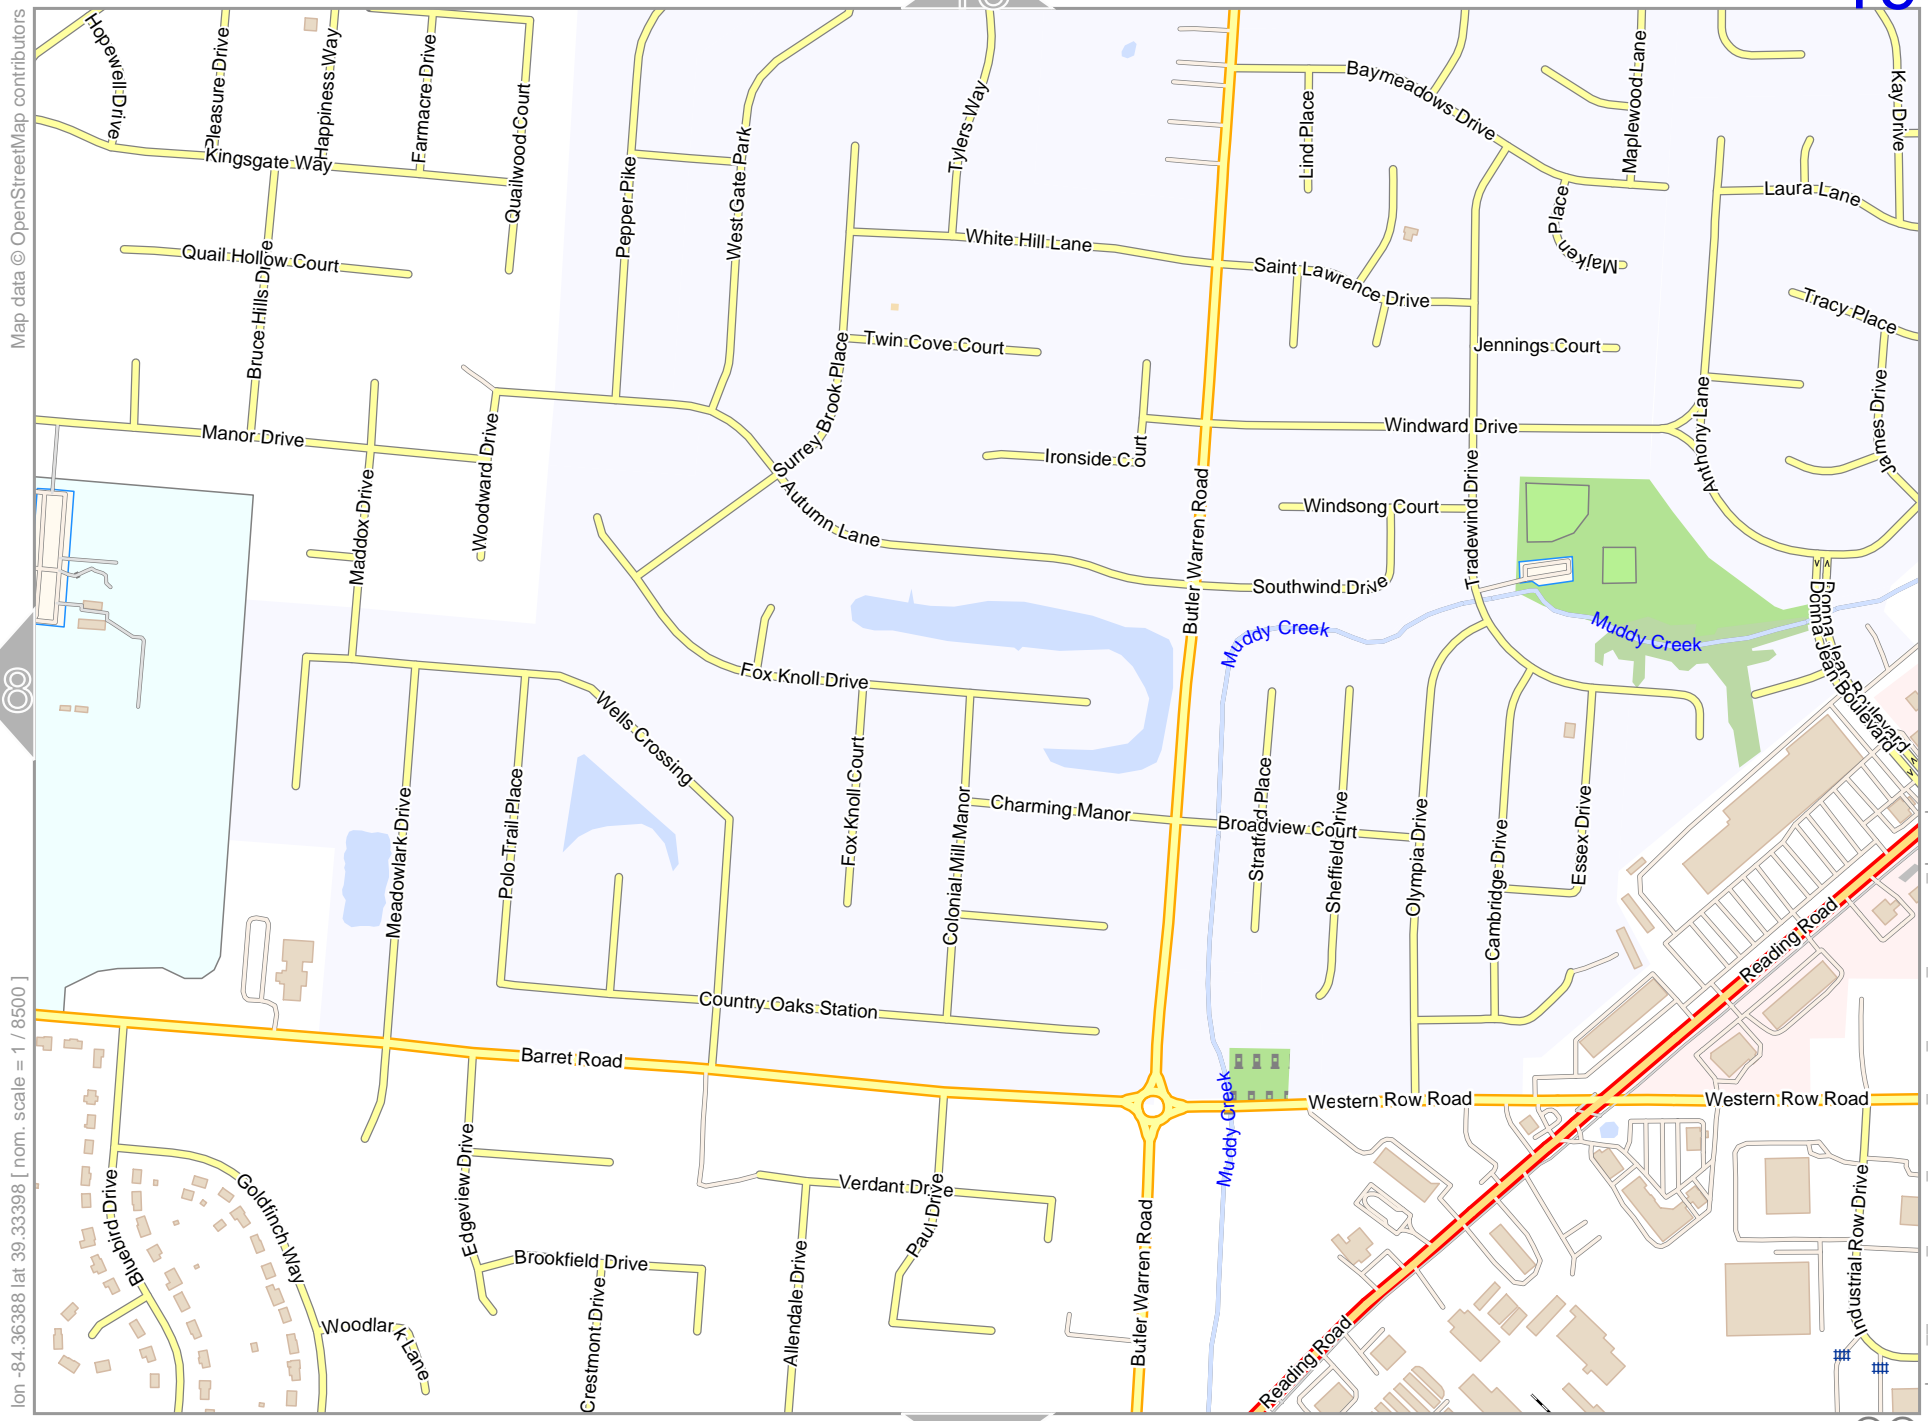 Map data © OpenStreetMap contributors
lon -84.36388 lat 39.33398 [ nom. scale = 1 / 8500 ]
8
Hopewell Drive
Pleasure Drive
Happiness Way
Farmacre Drive
Quailwood Court
Kingsgate Way
Quail Hollow Court
Bruce Hills Drive
Manor Drive
Maddox Drive
Woodward Drive
Pepper Pike
West Gate Park
Tylers Way
White Hill Lane
Twin Cove Court
Surrey Brook Place
Autumn Lane
Ironside Court
Butler Warren Road
Baymeadows Drive
Lind Place
Maplewood Lane
Kay Drive
Laura Lane
Majken Place
Saint Lawrence Drive
Jennings Court
Tracy Place
James Drive
Anthony Lane
Windward Drive
Windsong Court
Tradewind Drive
Southwind Drive
Muddy Creek
Muddy Creek
Donna Jean Boulevard
Donna Jean Boulevard
Fox Knoll Drive
Wells Crossing
Fox Knoll Court
Polo Trail Place
Meadowlark Drive
Colonial Mill Manor
Charming Manor
Broadview Court
Stratford Place
Sheffield Drive
Olympia Drive
Cambridge Drive
Essex Drive
Reading Road
Country Oaks Station
Barret Road
Western Row Road
Western Row Road
Muddy Creek
Bluebird Drive
Goldfinch Way
Woodlark Lane
Edgeview Drive
Brookfield Drive
Crestmont Drive
Verdant Drive
Allendale Drive
Paul Drive
Butler Warren Road
Reading Road
Industrial Row Drive